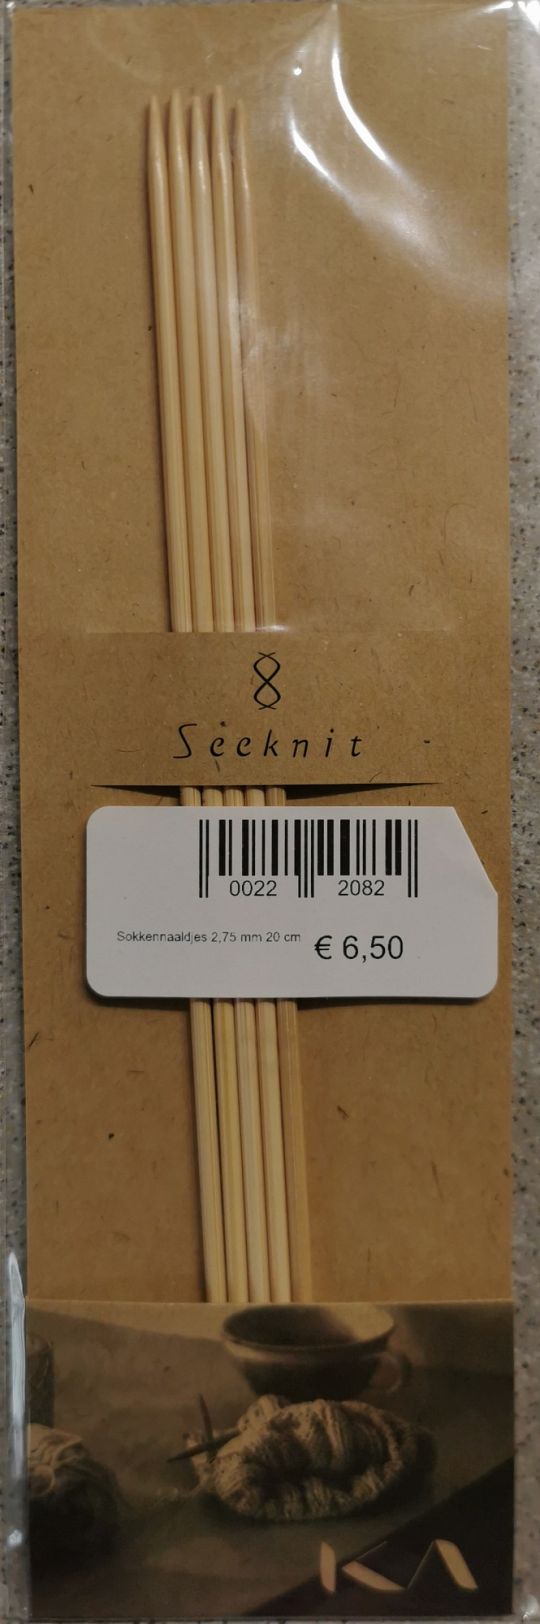 Seeknit
0022 2082
Sokkennaaldjes 2,75 mm 20 cm € 6,50
KA